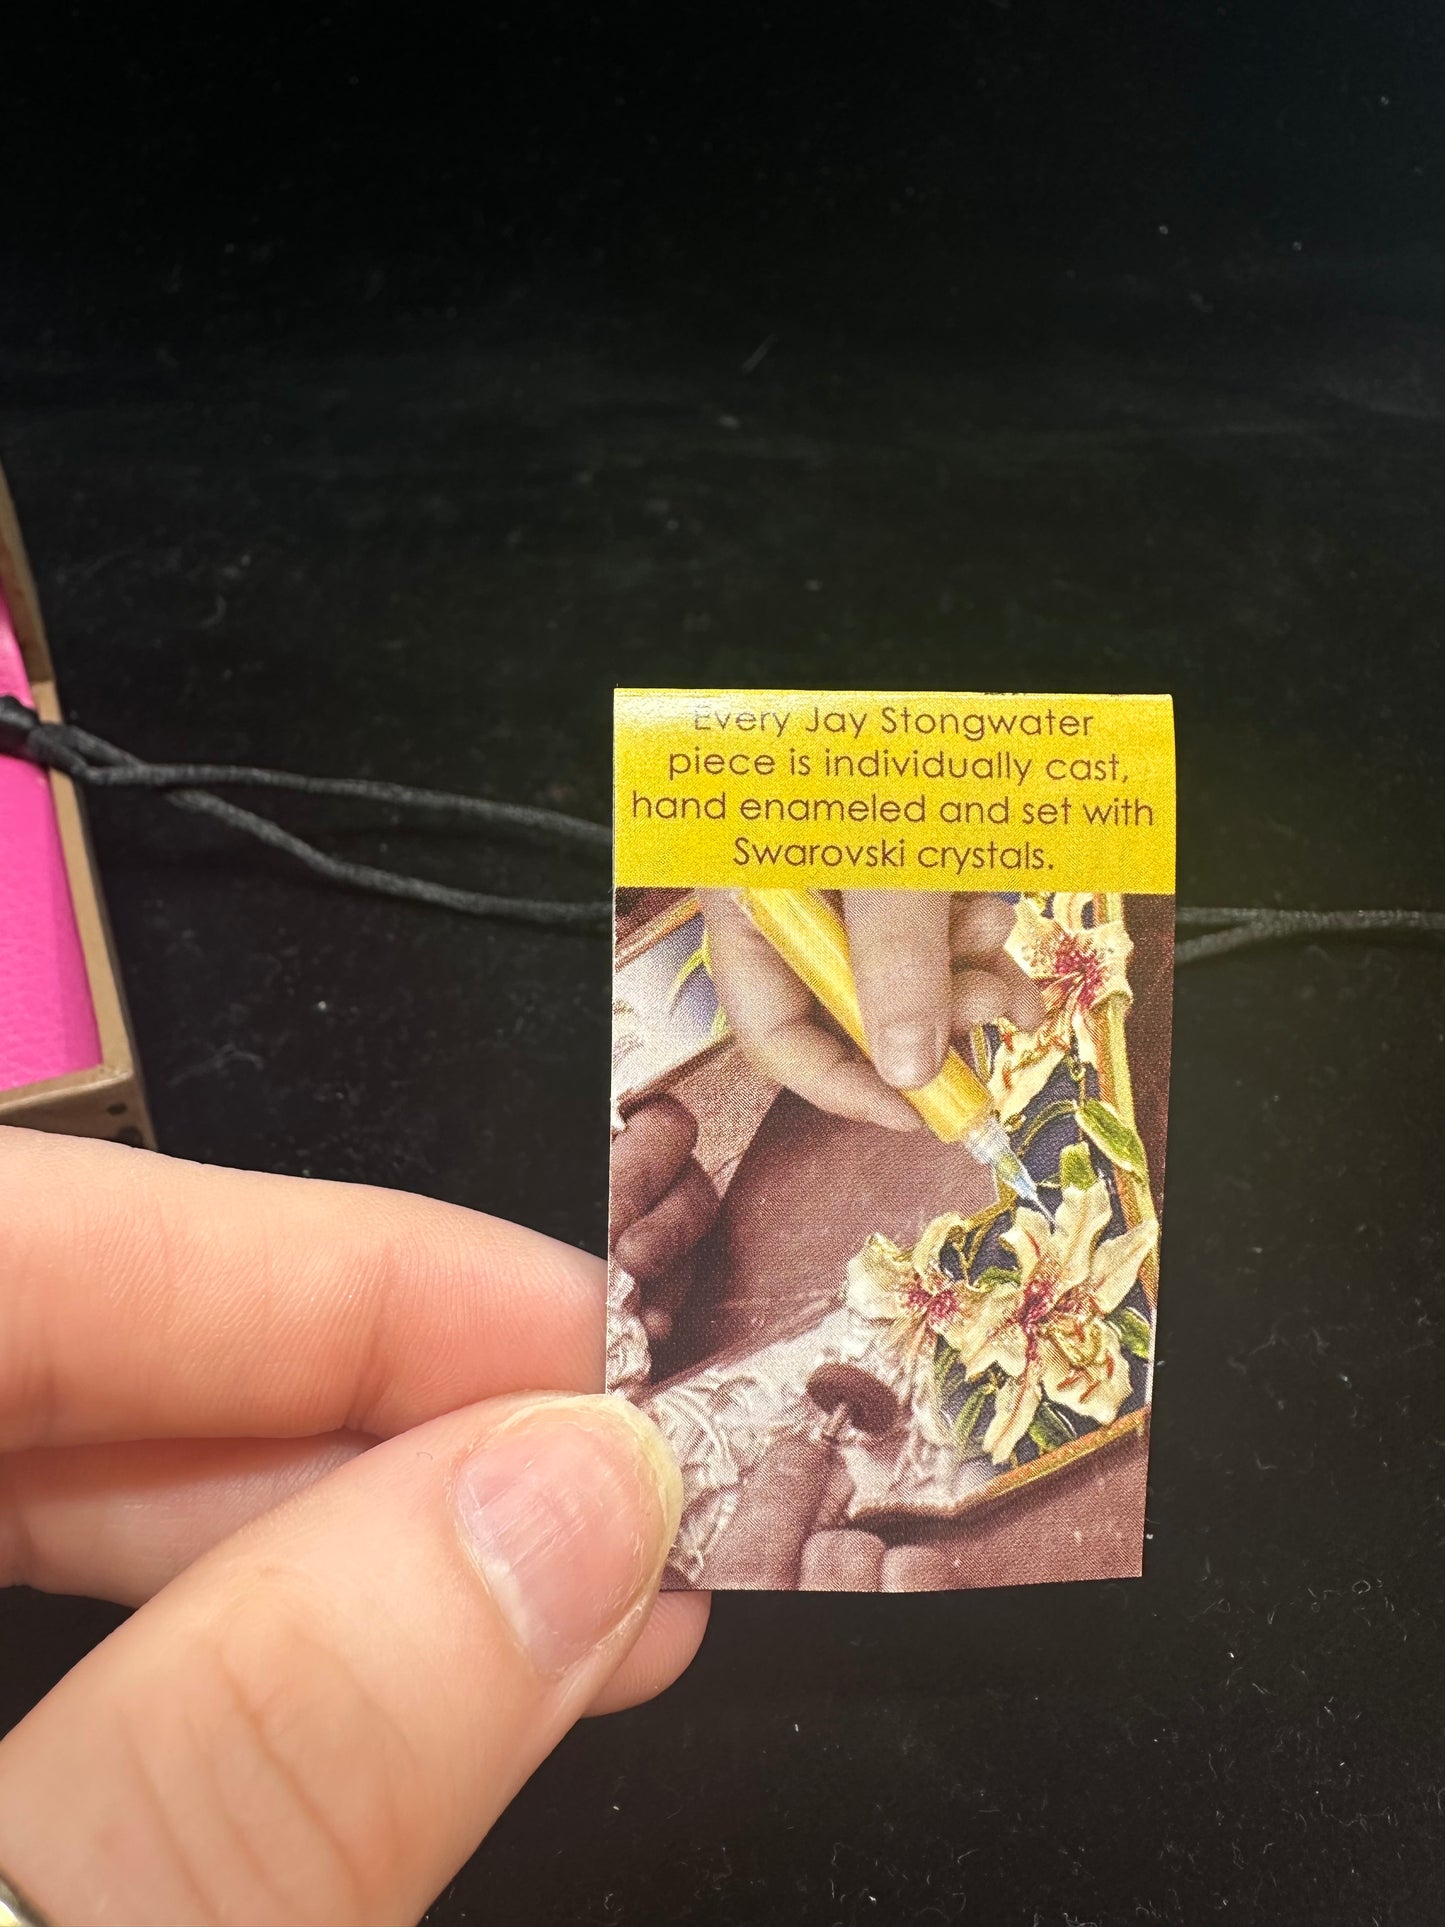 Every Jay Stongwater
piece is individually cast,
hand enameled and set with
Swarovski crystals.